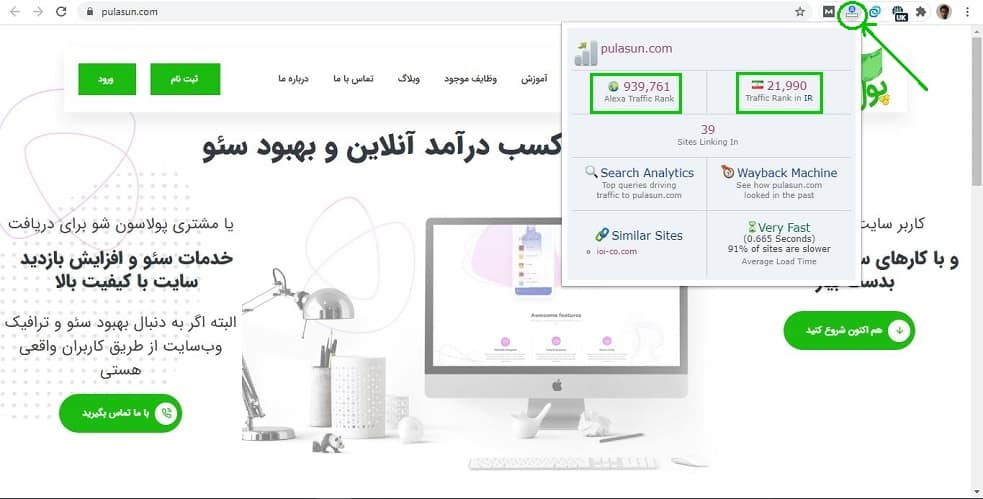 pulasun.com
M
UK
ورود
ثبت نام
درباره ما
تماس با ما
وبلاگ
وظایف موجود
آموزش
کسب درآمد آنلاین و بهبود سئو
pulasun.com
939,761
Alexa Traffic Rank
21,990
Traffic Rank in IR
39
Sites Linking In
Search Analytics
Top queries driving
traffic to pulasun.com
Wayback Machine
See how pulasun.com
looked in the past
Similar Sites
ioi-co.com
Very Fast
(0.665 Seconds)
91% of sites are slower
Average Load Time
کاربر سایت
و با کارهای
هم اکنون شروع کنید
یا مشتری پولاسون شو برای دریافت
خدمات سئو و افزایش بازدید
سایت با کیفیت بالا
البته اگر به دنبال بهبود سئو و ترافیک
وب‌سایت از طریق کاربران واقعی
هستی
با ما تماس بگیرید
Awesome features